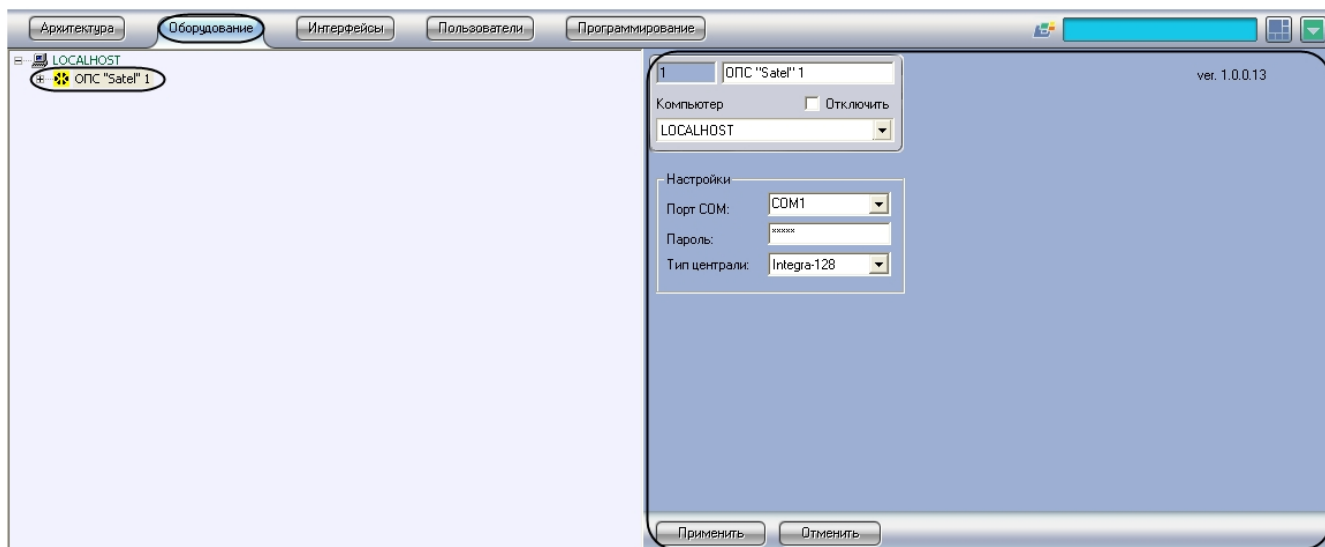 Архитектура Оборудование Интерфейсы Пользователи Программирование
LOCALHOST
ОПС "Satel" 1
1 ОПС "Satel" 1
ver. 1.0.0.13
Компьютер Отключить
LOCALHOST
Настройки
Порт COM: COM1
Пароль: xxxxx
Тип централи: Integra-128
Применить Отменить